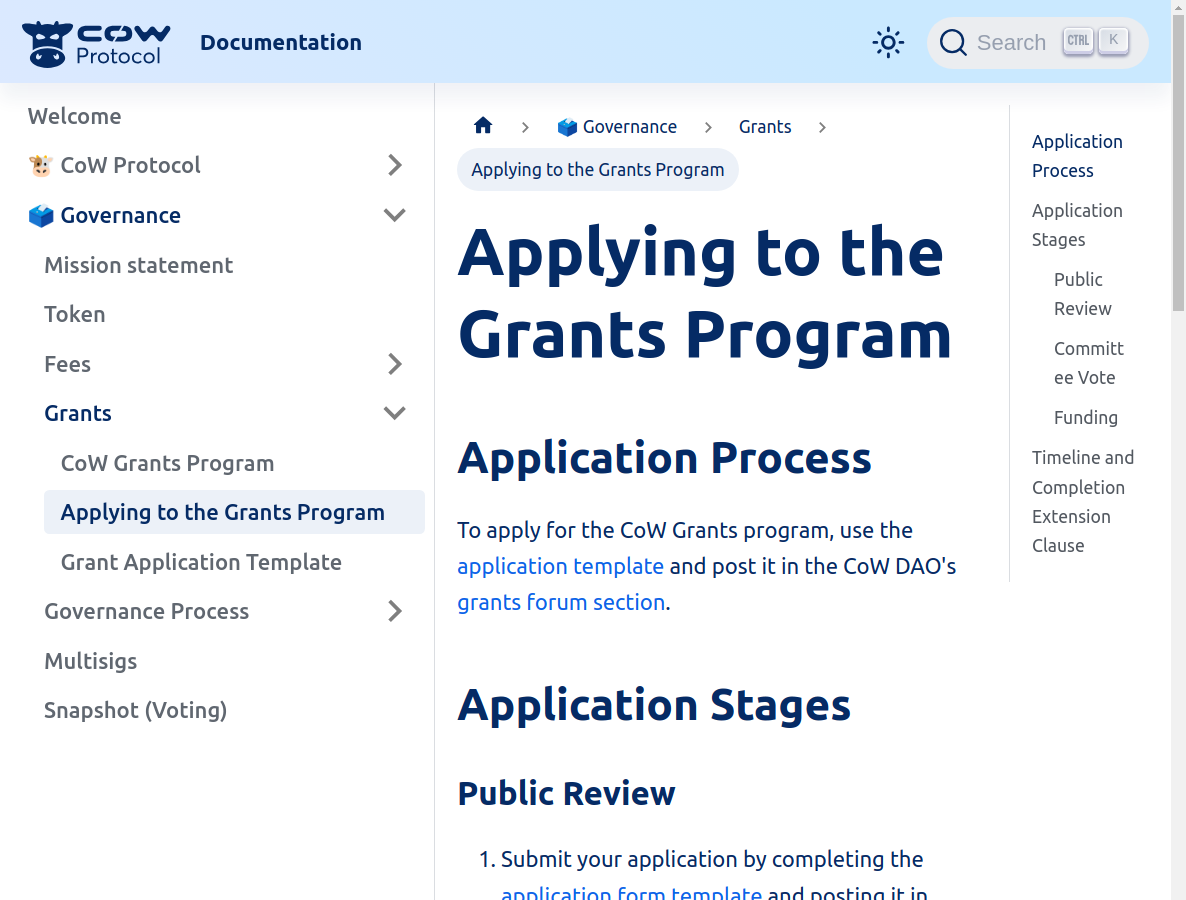 COW
Protocol
Documentation
Search
CTRL
K
Welcome
CoW Protocol
Governance
Mission statement
Token
Fees
Grants
CoW Grants Program
Applying to the Grants Program
Grant Application Template
Governance Process
Multisigs
Snapshot (Voting)
Governance
Grants
Applying to the Grants Program
Applying to the
Grants Program
Application Process
To apply for the CoW Grants program, use the
application template and post it in the CoW DAO's
grants forum section.
Application Stages
Public Review
1. Submit your application by completing the
application form template and posting it in
Application
Process
Application
Stages
Public
Review
Committ
ee Vote
Funding
Timeline and
Completion
Extension
Clause